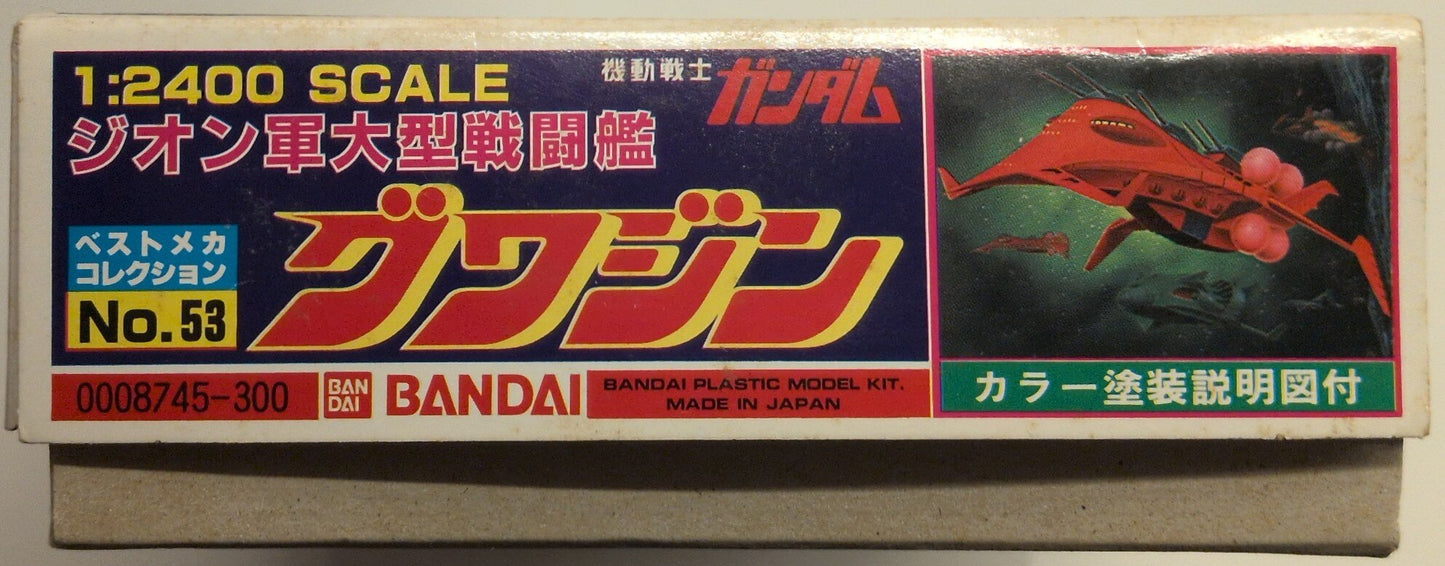 1:2400 SCALE
機動戦士 ガンダム
ジオン軍大型戦闘艦
グワジン
ベストメカ
コレクション
No.53
0008745-300
BAN
DAI
BANDAI
BANDAI PLASTIC MODEL KIT.
MADE IN JAPAN
カラー塗装説明図付